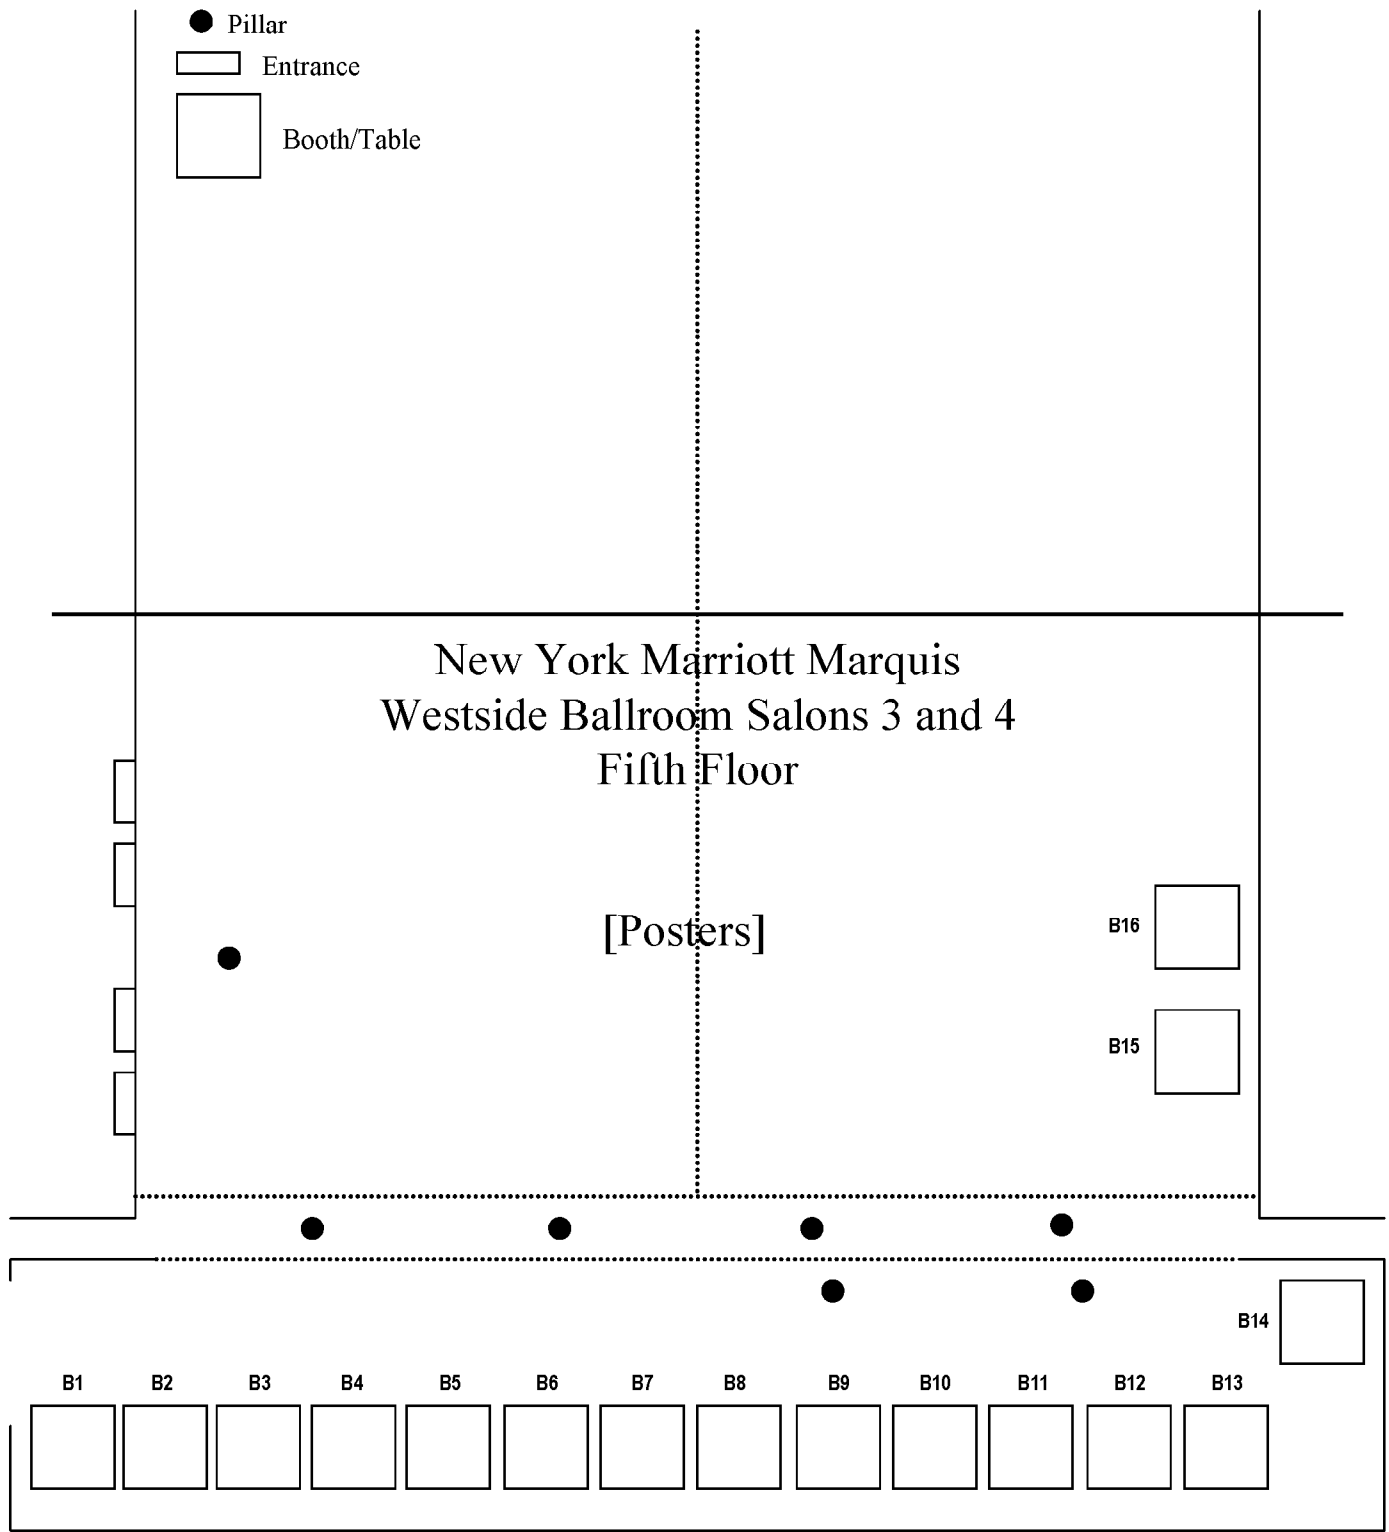 Pillar
Entrance
Booth/Table
New York Marriott Marquis
Westside Ballroom Salons 3 and 4
Fifth Floor
[Posters]
B16
B15
B14
B1 B2 B3 B4 B5 B6 B7 B8 B9 B10 B11 B12 B13